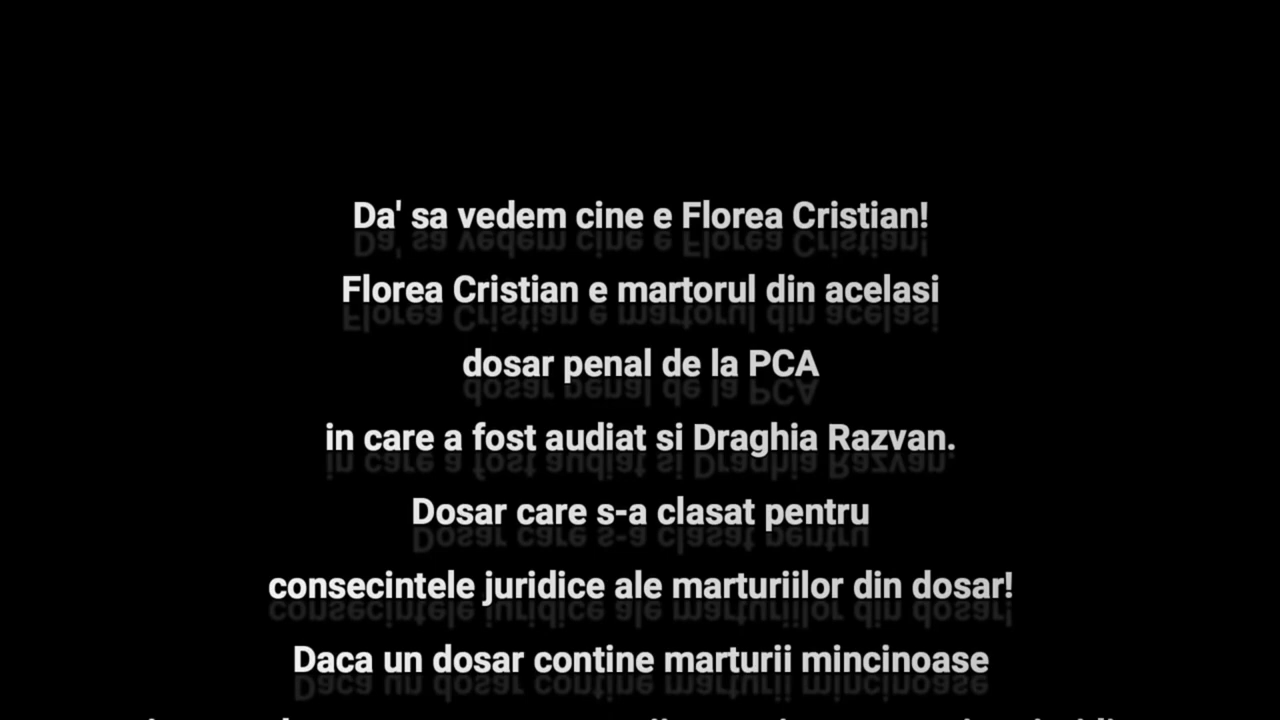 Da' sa vedem cine e Florea Cristian!
Florea Cristian e martorul din acelasi
dosar penal de la PCA
in care a fost audiat si Draghia Razvan.
Dosar care s-a clasat pentru
consecintele juridice ale marturiilor din dosar!
Daca un dosar contine marturii mincinoase